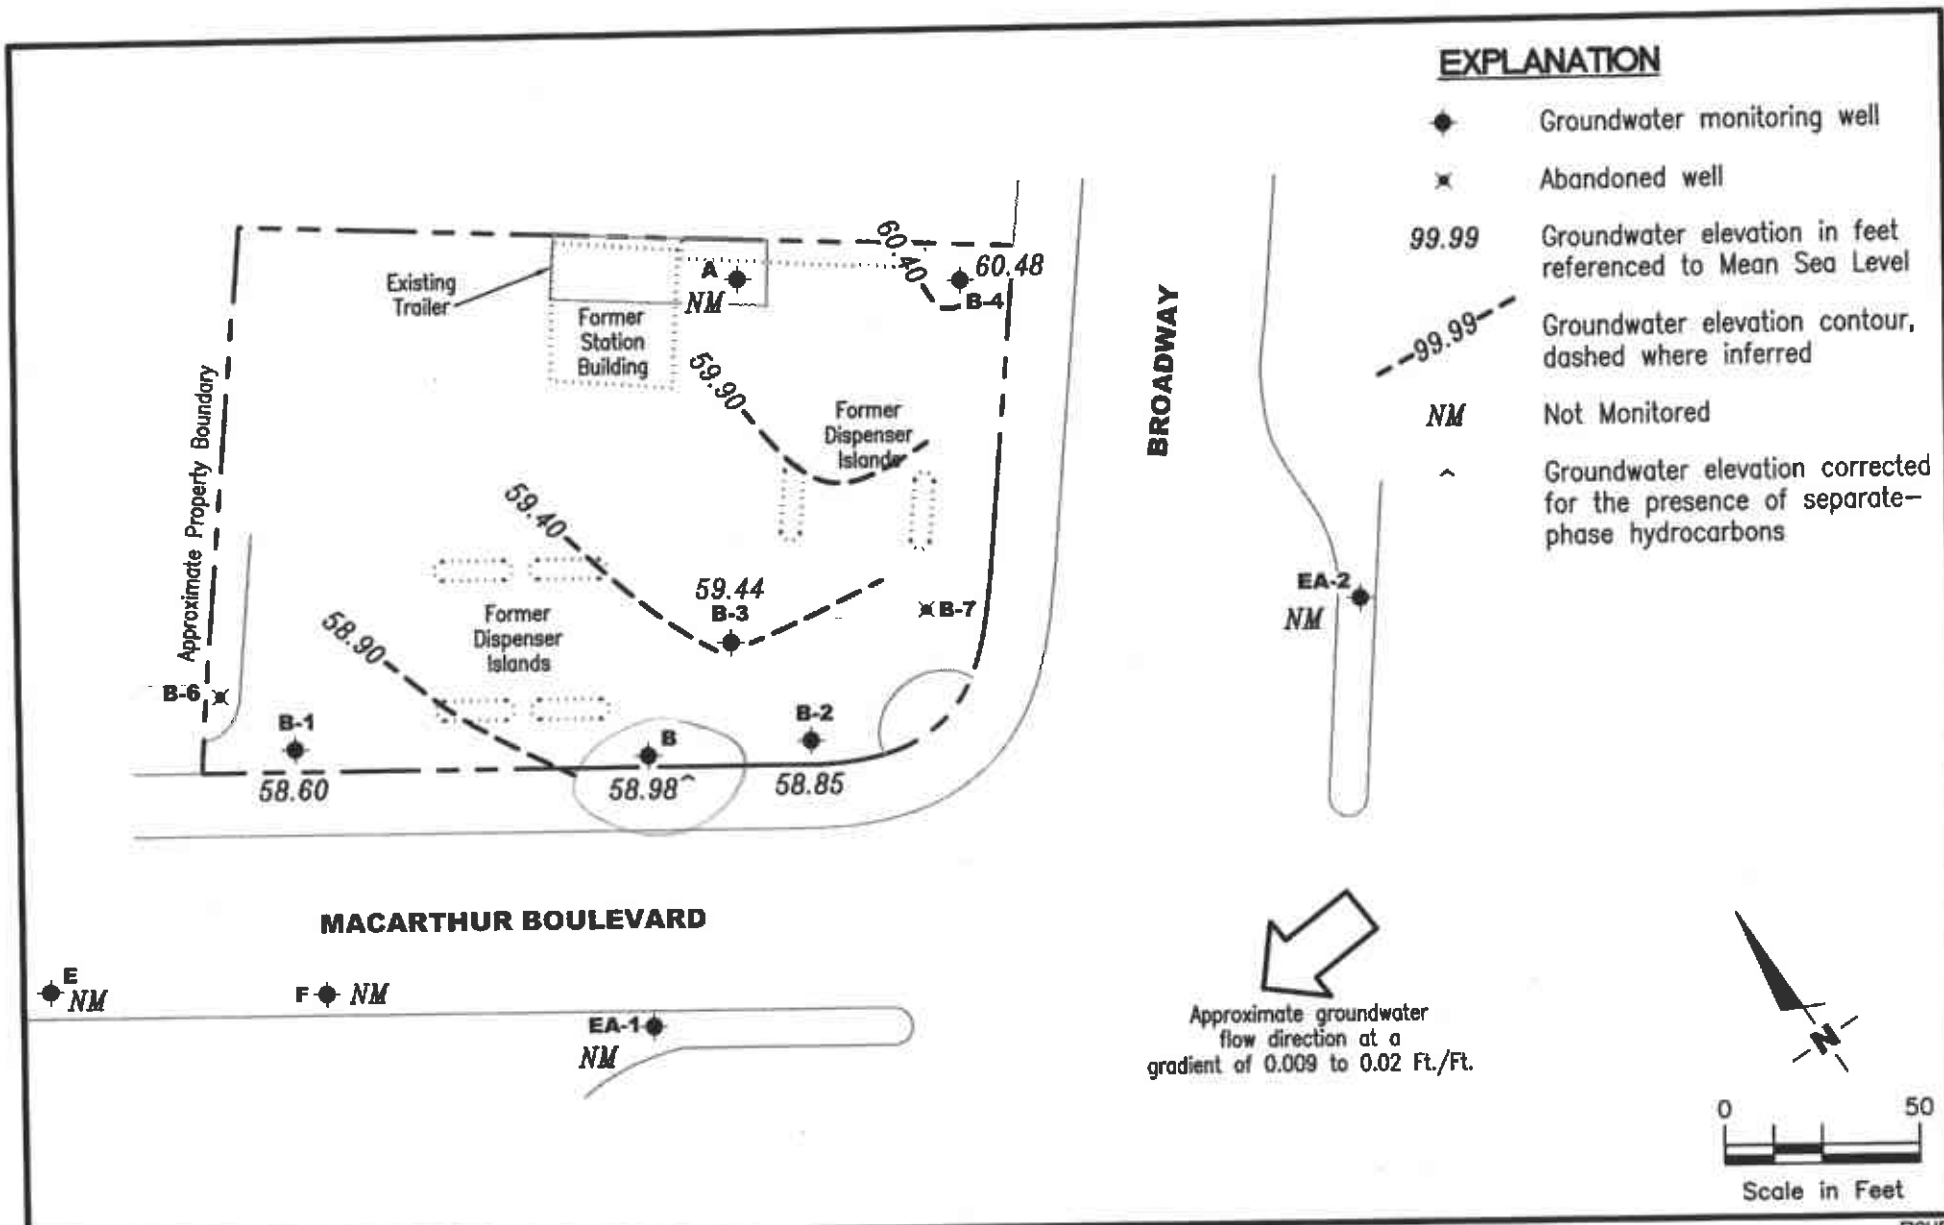 EXPLANATION
Groundwater monitoring well
Abandoned well
99.99
Groundwater elevation in feet
referenced to Mean Sea Level
99.99
Groundwater elevation contour,
dashed where inferred
NM
Not Monitored
^
Groundwater elevation corrected
for the presence of separate-
phase hydrocarbons
60.40
60.48
B-4
A
NM
Existing
Trailer
Former
Station
Building
59.90
Former
Dispenser
Islands
BROADWAY
Approximate Property Boundary
59.40
59.44
B-3
B-7
EA-2
NM
58.90
Former
Dispenser
Islands
B-6
B-1
58.60
B
58.98^
B-2
58.85
MACARTHUR BOULEVARD
E
NM
F
NM
EA-1
NM
Approximate groundwater
flow direction at a
gradient of 0.009 to 0.02 Ft./Ft.
N
0
50
Scale in Feet